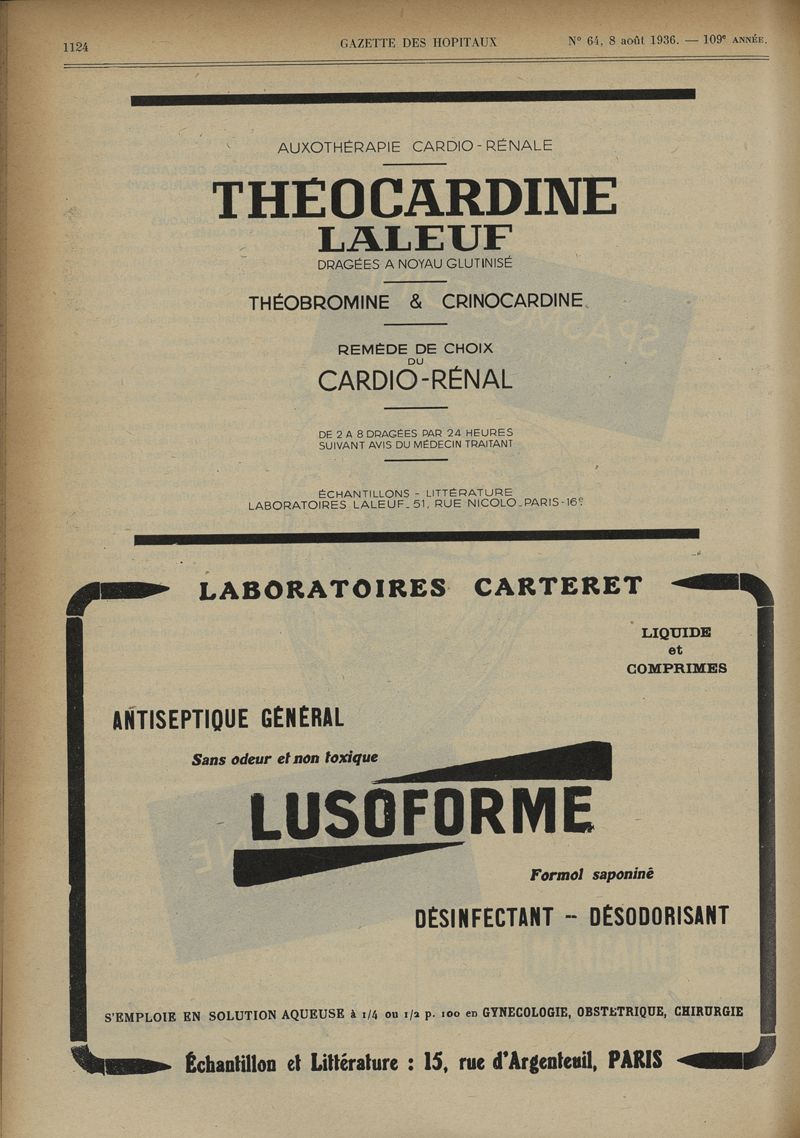 1124 GAZETTE DES HOPITAUX N° 64, 8 août 1936. — 109e ANNÉE.
AUXOTHÉRAPIE CARDIO-RÉNALE
THÉOCARDINE
LALEUF
DRAGÉES A NOYAU GLUTINISÉ
THÉOBROMINE & CRINOCARDINE
REMÈDE DE CHOIX
DU
CARDIO-RÉNAL
DE 2 A 8 DRAGÉES PAR 24 HEURES
SUIVANT AVIS DU MÉDECIN TRAITANT
ÉCHANTILLONS - LITTÉRATURE
LABORATOIRES LALEUF_51, RUE NICOLO_PARIS-16e
LABORATOIRES CARTERET
LIQUIDE
et
COMPRIMES
ANTISEPTIQUE GÉNÉRAL
Sans odeur et non toxique
LUSOFORME
Formol saponiné
DÉSINFECTANT -- DÉSODORISANT
S'EMPLOIE EN SOLUTION AQUEUSE à 1/4 ou 1/2 p. 100 en GYNECOLOGIE, OBSTETRIQUE, CHIRURGIE
Échantillon et Littérature : 15, rue d'Argenteuil, PARIS